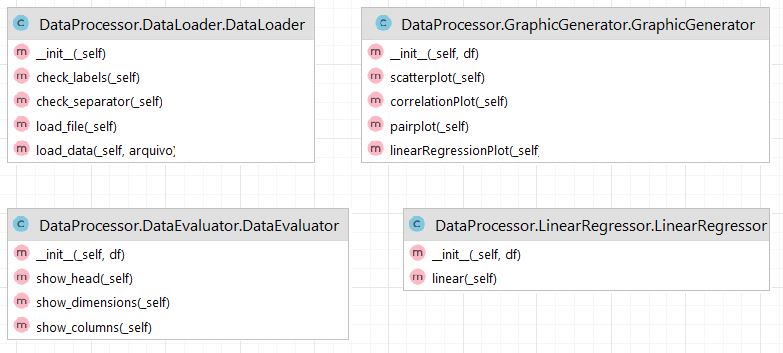 C DataProcessor.DataLoader.DataLoader
m __init__(_self)
m check_labels(_self)
m check_separator(_self)
m load_file(_self)
m load_data(_self, arquivo)
C DataProcessor.GraphicGenerator.GraphicGenerator
m __init__(_self, df)
m scatterplot(_self)
m correlationPlot(_self)
m pairplot(_self)
m linearRegressionPlot(_self
C DataProcessor.DataEvaluator.DataEvaluator
m __init__(_self, df)
m show_head(_self)
m show_dimensions(_self)
m show_columns(_self)
C DataProcessor.LinearRegressor.LinearRegressor
m __init__(_self, df)
m linear(_self)